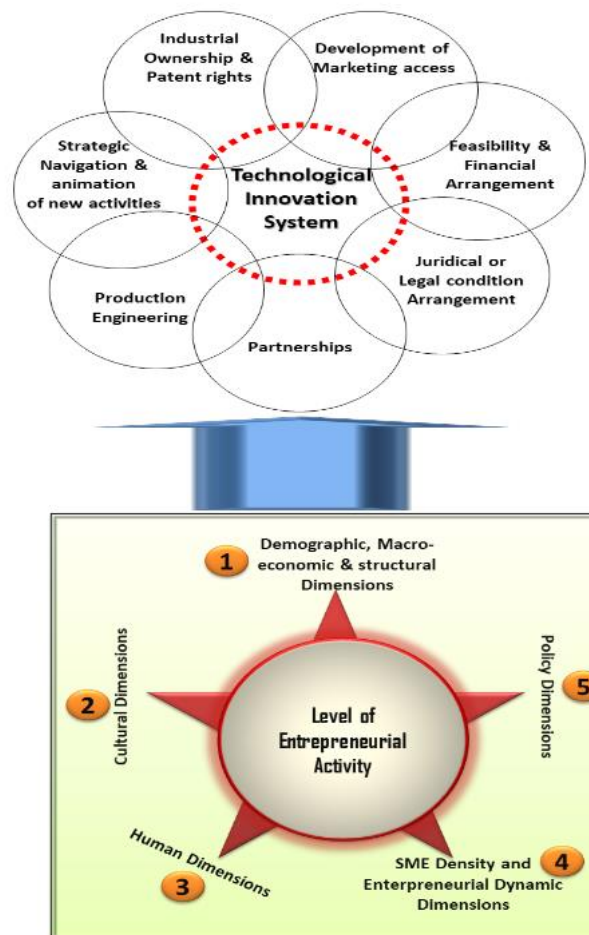 Industrial
Ownership &
Patent rights
Development of
Marketing access
Strategic
Navigation &
animation
of new activities
Technological
Innovation
System
Feasibility &
Financial
Arrangement
Production
Engineering
Partnerships
Juridical or
Legal condition
Arrangement
1
Demographic, Macro-
economic & structural
Dimensions
2
Cultural Dimensions
Level of
Entrepreneurial
Activity
Policy Dimensions
5
Human Dimensions
3
SME Density and
Enterpreneurial Dynamic
Dimensions
4